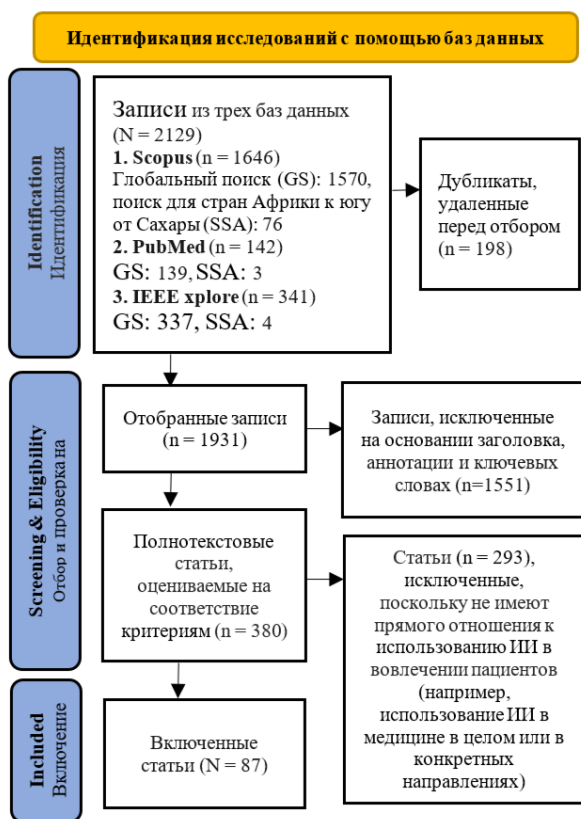 Идентификация исследований с помощью баз данных
Identification
Идентификация
Записи из трех баз данных
(N = 2129)
1. Scopus (n = 1646)
Глобальный поиск (GS): 1570,
поиск для стран Африки к югу
от Сахары (SSA): 76
2. PubMed (n = 142)
GS: 139, SSA: 3
3. IEEE xplore (n = 341)
GS: 337, SSA: 4
Дубликаты,
удаленные
перед отбором
(n = 198)
Screening & Eligibility
Отбор и проверка на
Отобранные записи
(n = 1931)
Записи, исключенные
на основании заголовка,
аннотации и ключевых
слов (n=1551)
Полнотекстовые
статьи,
оцениваемые на
соответствие
критериям (n = 380)
Статьи (n = 293),
исключенные,
поскольку не имеют
прямого отношения к
использованию ИИ в
вовлечении пациентов
(например,
использование ИИ в
медицине в целом или в
конкретных
направлениях)
Included
Включение
Включенные
статьи (N = 87)